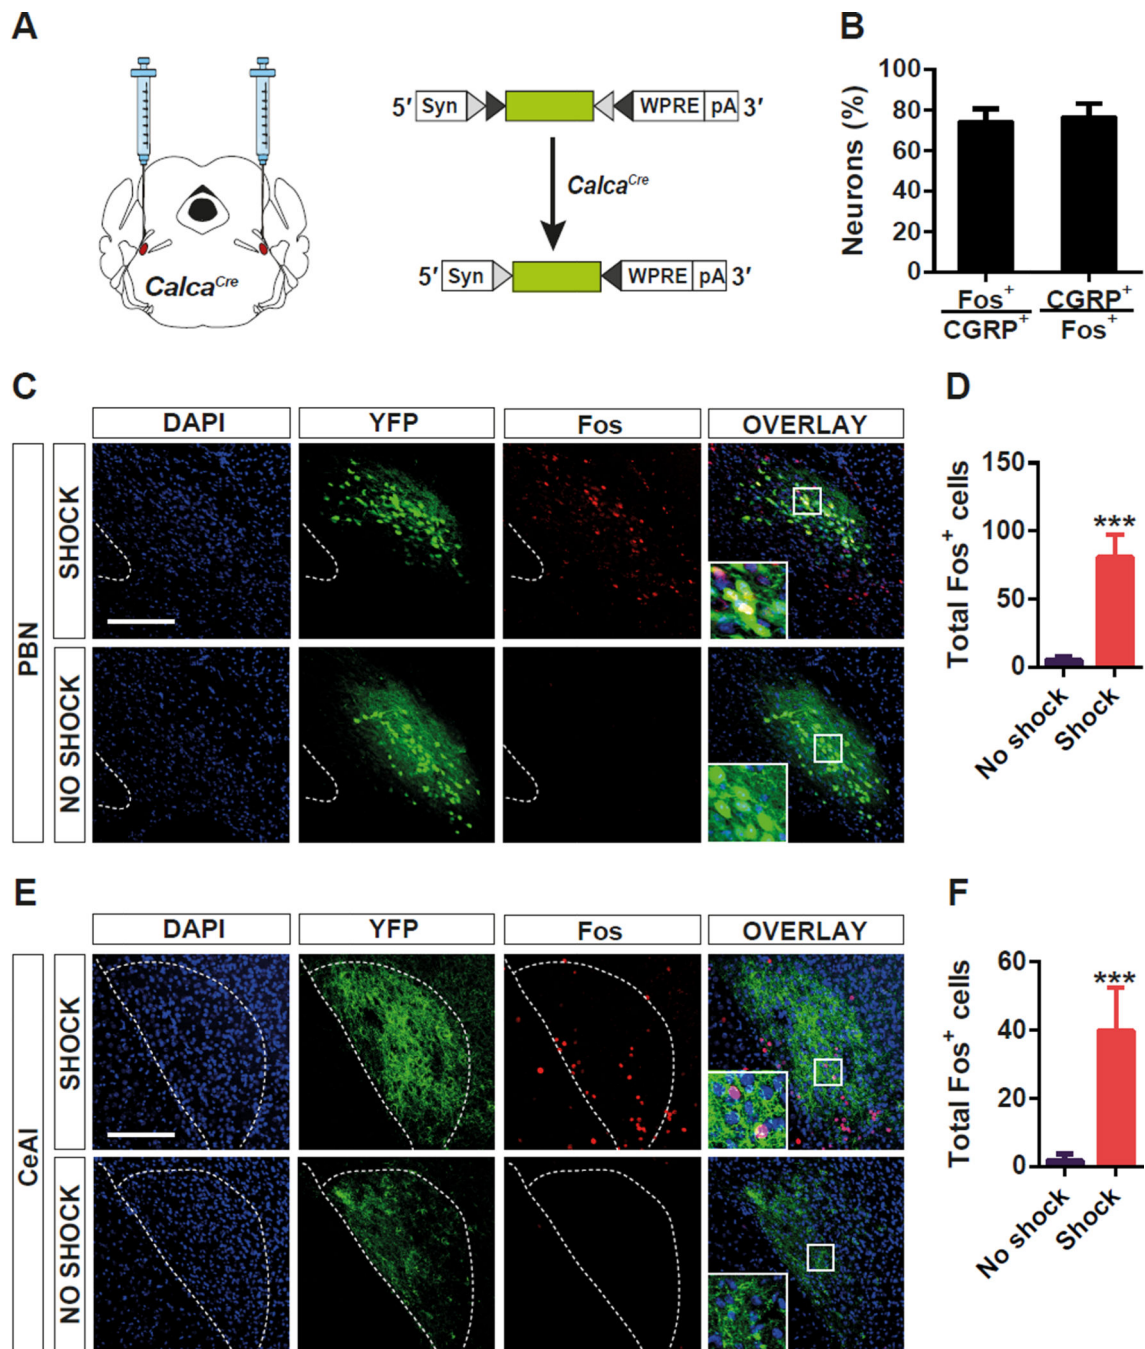 A
5′ Syn WPRE pA 3′
Calca^Cre
5′ Syn WPRE pA 3′
Calca^Cre
B
Neurons (%)
100
80
60
40
20
0
Fos+ CGRP+
CGRP+ Fos+
C
DAPI YFP Fos OVERLAY
PBN
SHOCK
NO SHOCK
D
Total Fos+ cells
150
100
50
0
***
No shock Shock
E
DAPI YFP Fos OVERLAY
CeAl
SHOCK
NO SHOCK
F
Total Fos+ cells
60
40
20
0
***
No shock Shock